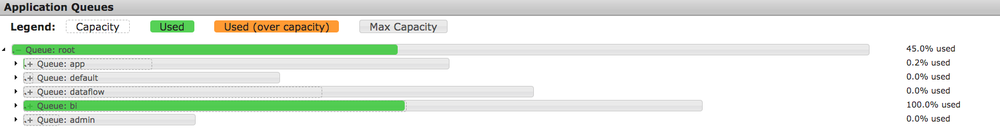 Application Queues
Legend: Capacity Used Used (over capacity) Max Capacity
- Queue: root 45.0% used
+ Queue: app 0.2% used
+ Queue: default 0.0% used
+ Queue: dataflow 0.0% used
+ Queue: bi 100.0% used
+ Queue: admin 0.0% used